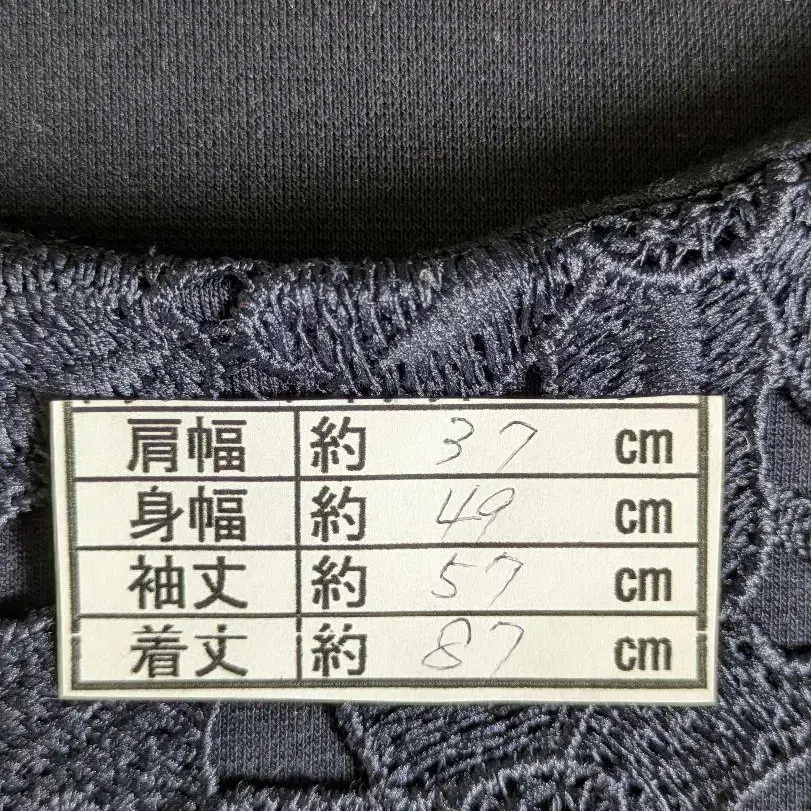 肩幅 約 37 cm
身幅 約 49 cm
袖丈 約 57 cm
着丈 約 87 cm